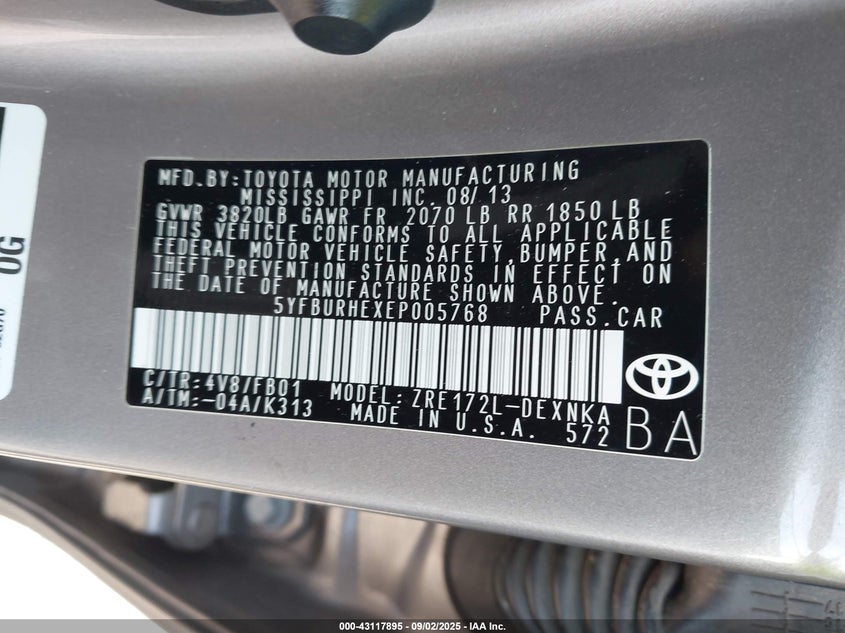 MFD.BY:TOYOTA MOTOR MANUFACTURING
MISSISSIPPI INC. 08/13
GVWR 3820LB GAWR FR 2070 LB RR 1850 LB
THIS VEHICLE CONFORMS TO ALL APPLICABLE
FEDERAL MOTOR VEHICLE SAFETY,BUMPER,AND
THEFT PREVENTION STANDARDS IN EFFECT ON
THE DATE OF MANUFACTURE SHOWN ABOVE.
5YFBURHEXEP005768 PASS.CAR
C/TR:4V8/FB01 MODEL:ZRE172L-DEXNKA
A/TM:-04A/K313 MADE IN U.S.A. 572
BA
OG
000-43117895 - 09/02/2025 - IAA Inc.